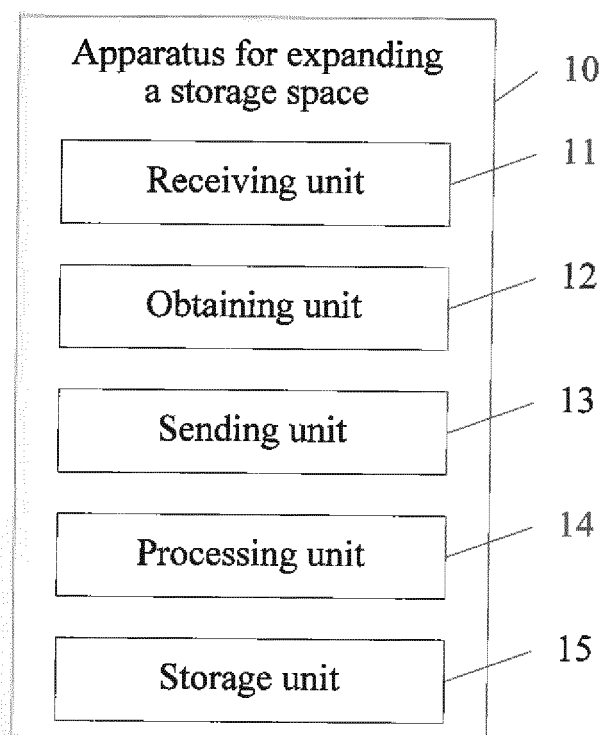 Apparatus for expanding
a storage space
10
Receiving unit
11
Obtaining unit
12
Sending unit
13
Processing unit
14
Storage unit
15